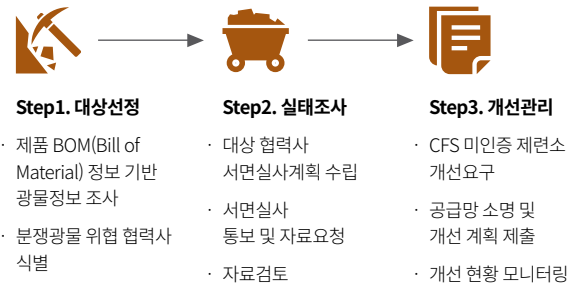 Step1. 대상선정
· 제품 BOM(Bill of
Material) 정보 기반
광물정보 조사
· 분쟁광물 위협 협력사
식별
Step2. 실태조사
· 대상 협력사
서면실사계획 수립
· 서면실사
통보 및 자료요청
· 자료검토
Step3. 개선관리
· CFS 미인증 제련소
개선요구
· 공급망 소명 및
개선 계획 제출
· 개선 현황 모니터링